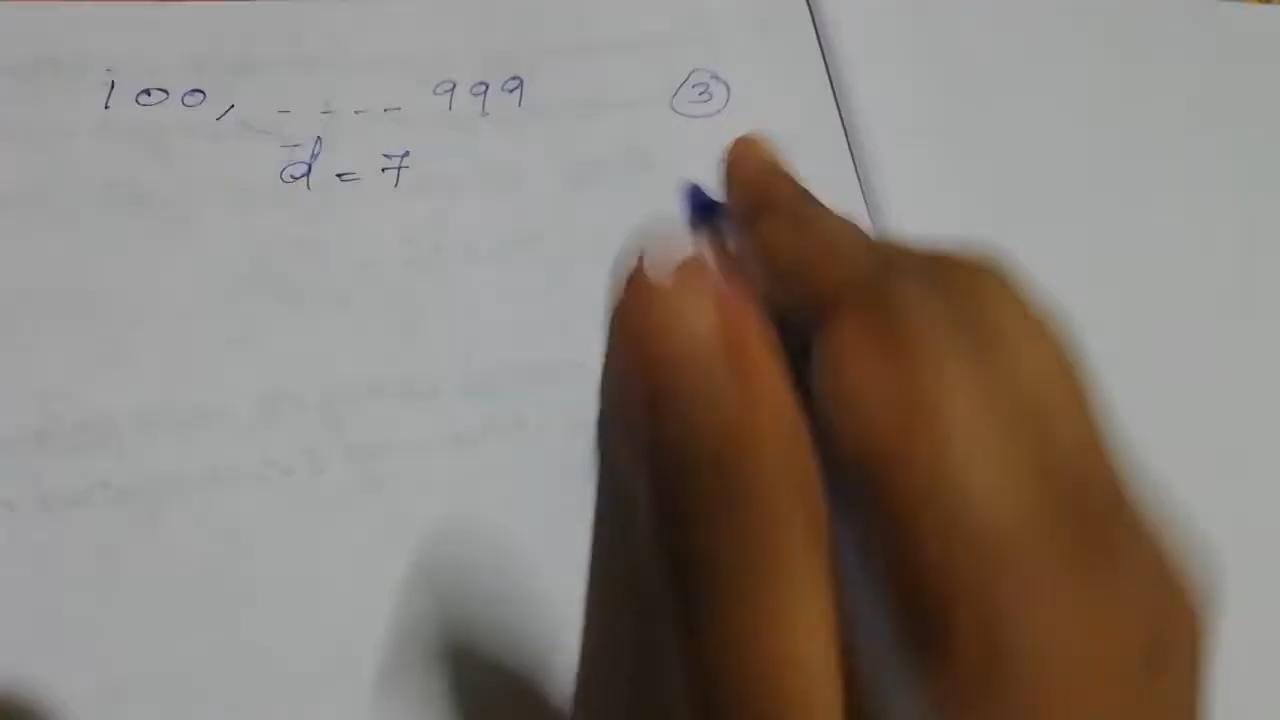 100, - - - - 999 3
d = 7